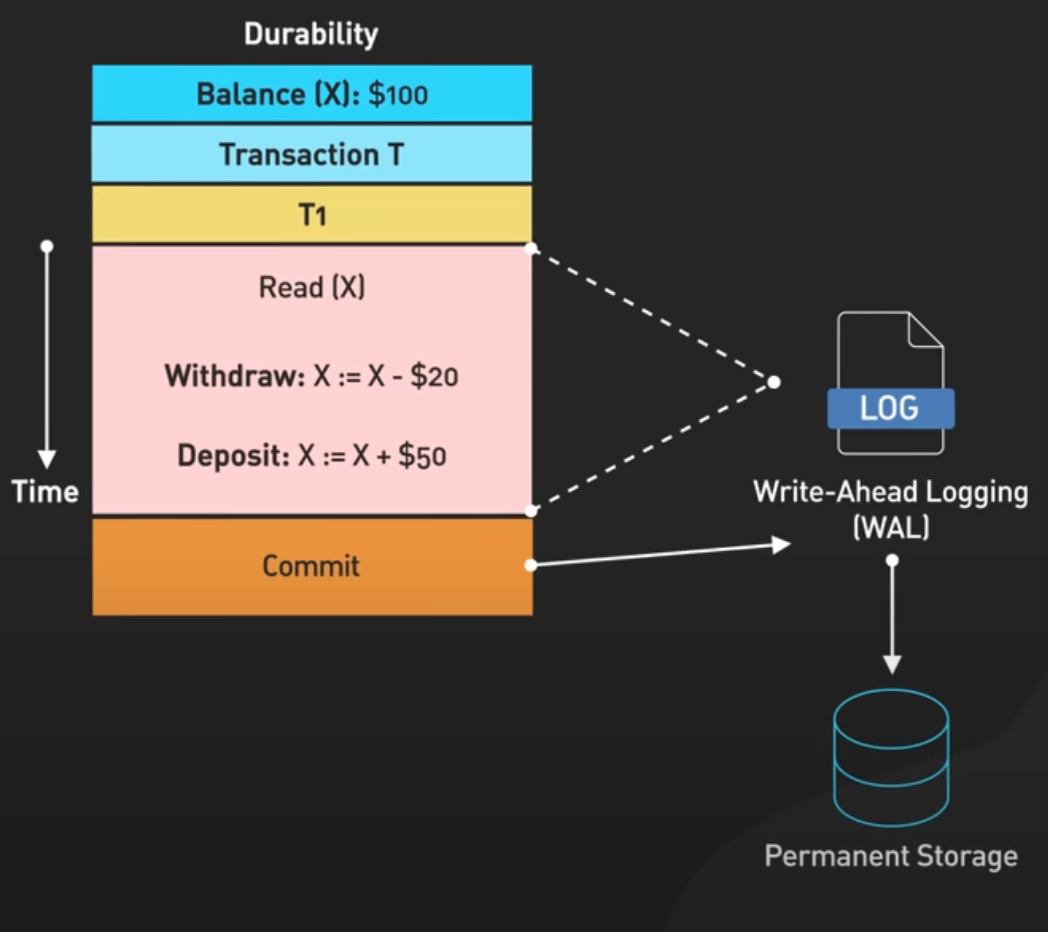 Durability
Balance (X): $100
Transaction T
T1
Read (X)
Withdraw: X := X - $20
Deposit: X := X + $50
Time
Commit
LOG
Write-Ahead Logging
(WAL)
Permanent Storage